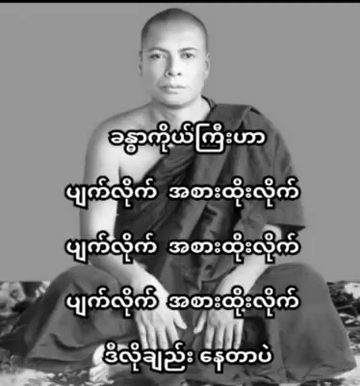 ခန္ဓာကိုယ်ကြီးဟာ
ပျက်လိုက် အစားထိုးလိုက်
ပျက်လိုက် အစားထိုးလိုက်
ပျက်လိုက် အစားထိုးလိုက်
ဒီလိုချည်း နေတာပဲ